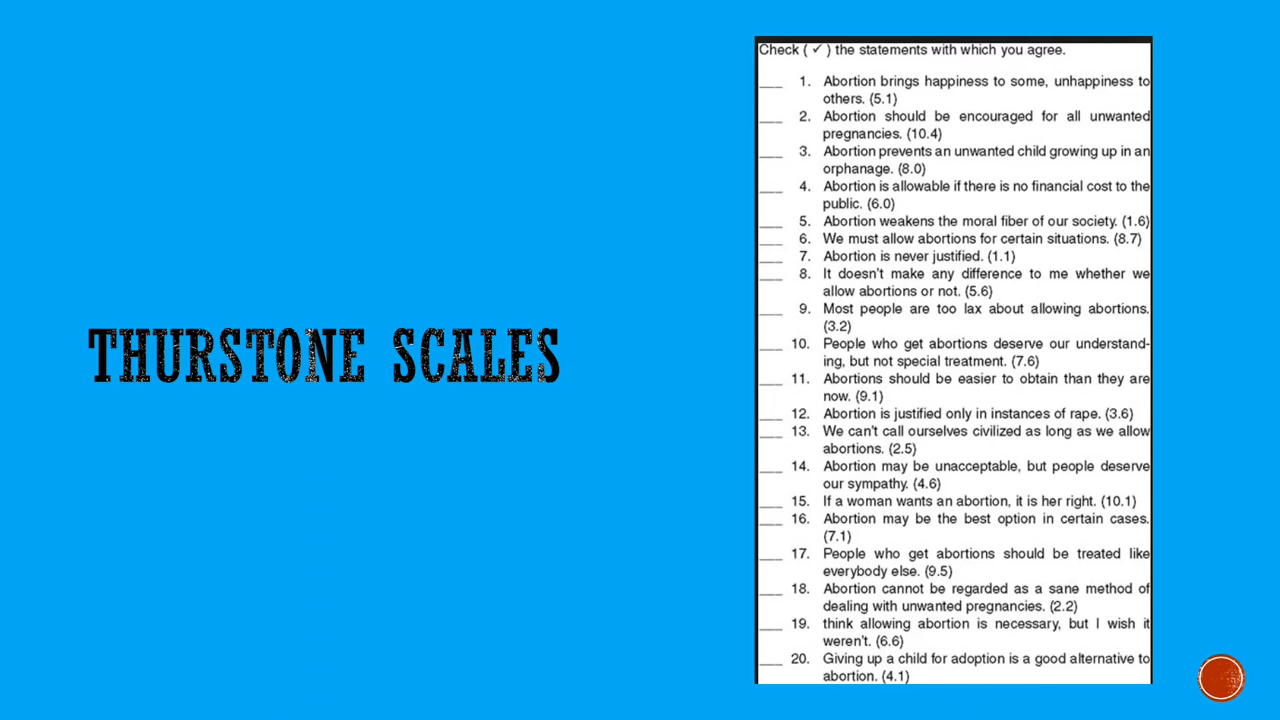 THURSTONE SCALES
Check ( ✓ ) the statements with which you agree.
___ 1. Abortion brings happiness to some, unhappiness to
others. (5.1)
___ 2. Abortion should be encouraged for all unwanted
pregnancies. (10.4)
___ 3. Abortion prevents an unwanted child growing up in an
orphanage. (8.0)
___ 4. Abortion is allowable if there is no financial cost to the
public. (6.0)
___ 5. Abortion weakens the moral fiber of our society. (1.6)
___ 6. We must allow abortions for certain situations. (8.7)
___ 7. Abortion is never justified. (1.1)
___ 8. It doesn't make any difference to me whether we
allow abortions or not. (5.6)
___ 9. Most people are too lax about allowing abortions.
(3.2)
___ 10. People who get abortions deserve our understand-
ing, but not special treatment. (7.6)
___ 11. Abortions should be easier to obtain than they are
now. (9.1)
___ 12. Abortion is justified only in instances of rape. (3.6)
___ 13. We can't call ourselves civilized as long as we allow
abortions. (2.5)
___ 14. Abortion may be unacceptable, but people deserve
our sympathy. (4.6)
___ 15. If a woman wants an abortion, it is her right. (10.1)
___ 16. Abortion may be the best option in certain cases.
(7.1)
___ 17. People who get abortions should be treated like
everybody else. (9.5)
___ 18. Abortion cannot be regarded as a sane method of
dealing with unwanted pregnancies. (2.2)
___ 19. think allowing abortion is necessary, but I wish it
weren't. (6.6)
___ 20. Giving up a child for adoption is a good alternative to
abortion. (4.1)